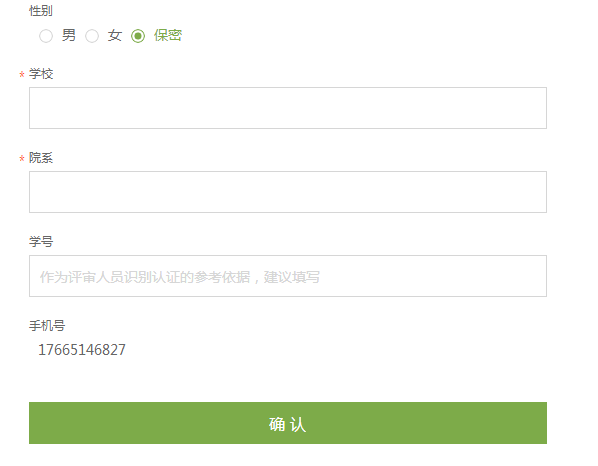 性别
男 女 保密
* 学校
* 院系
学号
作为评审人员识别认证的参考依据，建议填写
手机号
17665146827
确 认